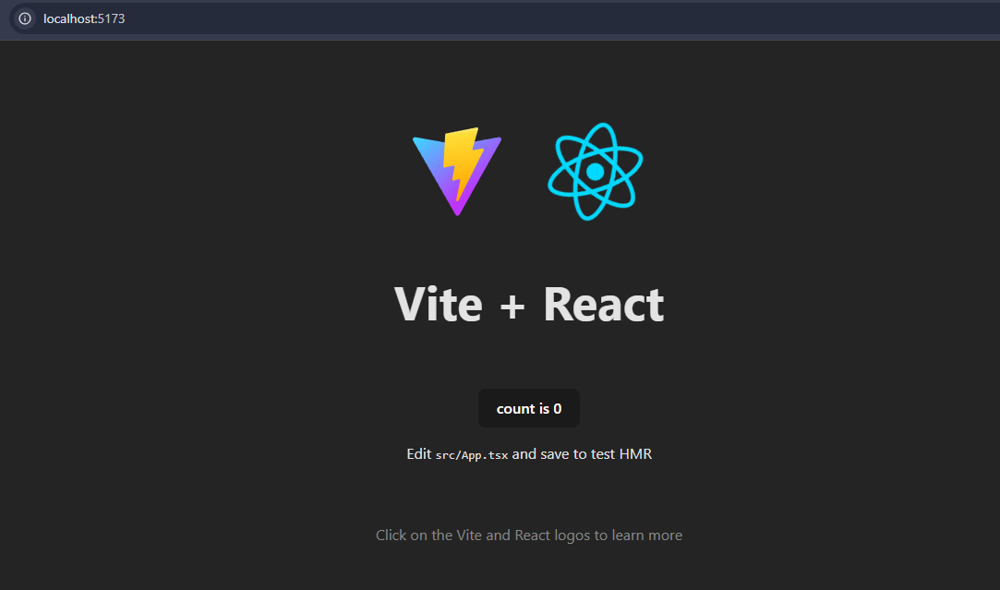 localhost:5173
Vite + React
count is 0
Edit src/App.tsx and save to test HMR
Click on the Vite and React logos to learn more